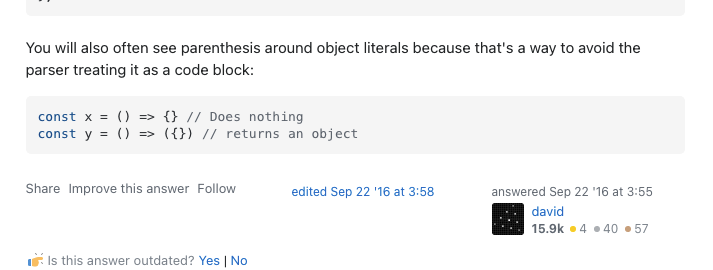 You will also often see parenthesis around object literals because that's a way to avoid the
parser treating it as a code block:
const x = () => {} // Does nothing
const y = () => ({}) // returns an object
Share Improve this answer Follow
edited Sep 22 '16 at 3:58
answered Sep 22 '16 at 3:55
david
15.9k 4 40 57
Is this answer outdated? Yes | No